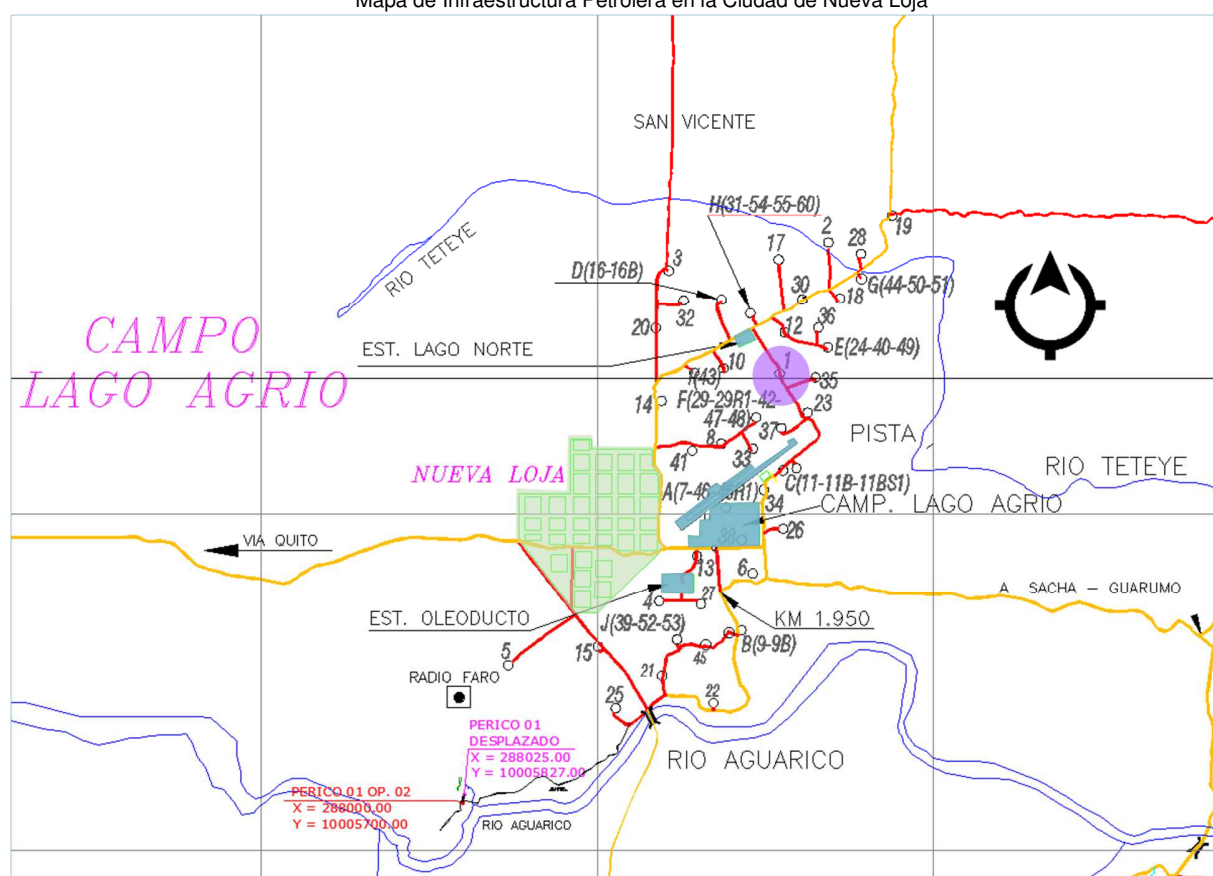 Mapa de Infraestructura Petrolera en la Ciudad de Nueva Loja
SAN VICENTE
H(31-54-55-60)
19
2
28
17
3
RIO TETEYE
D(16-16B)
G(44-50-51)
30
18
32
36
20
12
CAMPO
LAGO AGRIO
EST. LAGO NORTE
E(24-40-49)
10
1
I(43)
35
14
F(29-29R1-42-
47-48)
23
37
8
PISTA
41
33
RIO TETEYE
NUEVA LOJA
C(11-11B-11BS1)
A(7-46-
R1)
34
CAMP. LAGO AGRIO
26
38
VIA QUITO
13
6
A SACHA – GUARUMO
4
27
EST. OLEODUCTO
J(39-52-53)
KM 1.950
B(9-9B)
15
45
5
21
RADIO FARO
25
22
PERICO 01
DESPLAZADO
X = 288025.00
Y = 10005827.00
RIO AGUARICO
PERICO 01 OP. 02
X = 288000.00
Y = 10005700.00
RIO AGUARICO